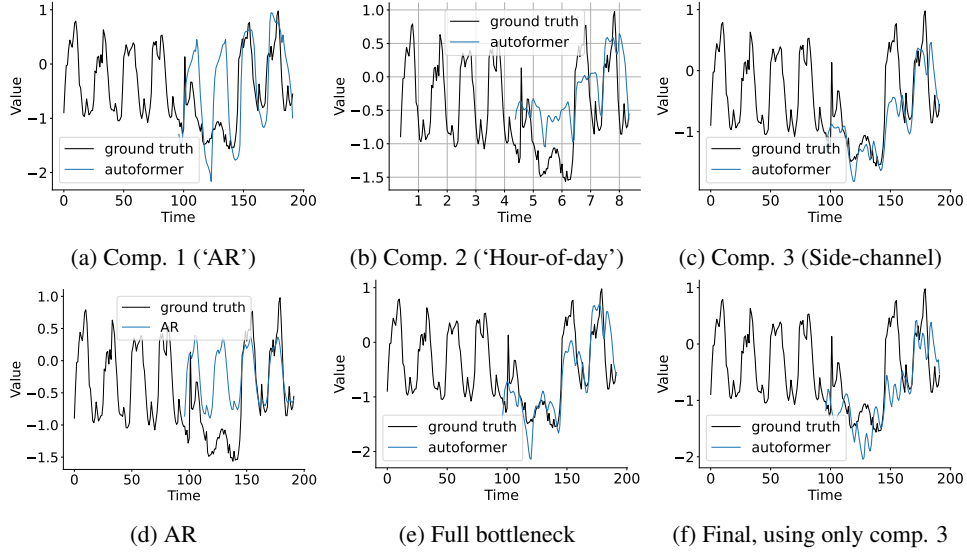 0
−1
−2
Value
ground truth
autoformer
0 50 100 150 200
Time
(a) Comp. 1 (‘AR’)
1.0
0.5
0.0
−0.5
−1.0
−1.5
Value
ground truth
autoformer
1 2 3 4 5 6 7 8
Time
(b) Comp. 2 (‘Hour-of-day’)
0
−1
Value
ground truth
autoformer
0 50 100 150 200
Time
(c) Comp. 3 (Side-channel)
1.0
0.5
0.0
−0.5
−1.0
−1.5
Value
ground truth
AR
0 50 100 150 200
Time
(d) AR
1
0
−1
−2
Value
ground truth
autoformer
0 50 100 150 200
Time
(e) Full bottleneck
1
0
−1
−2
Value
ground truth
autoformer
0 50 100 150 200
Time
(f) Final, using only comp. 3